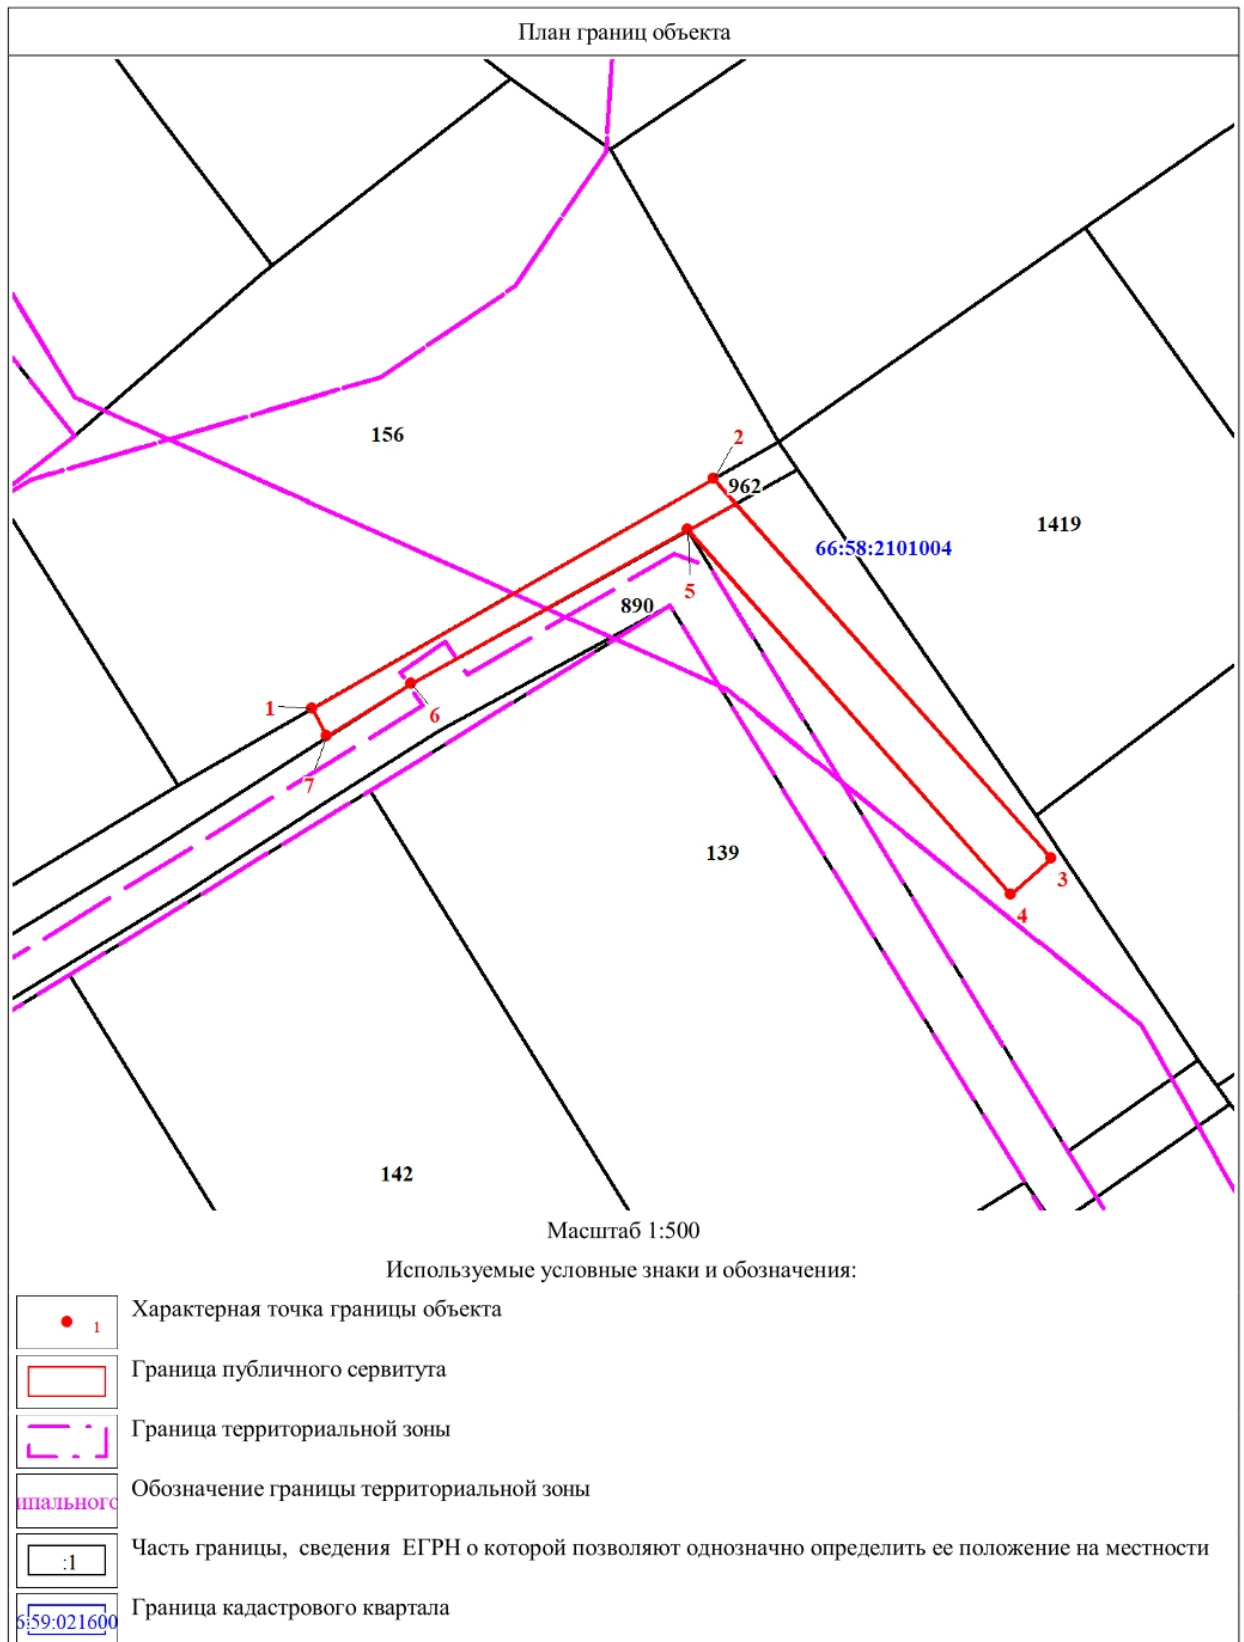 План границ объекта
156
2
962
1419
66:58:2101004
5
890
1
6
7
139
3
4
142
Масштаб 1:500
Используемые условные знаки и обозначения:
1
Характерная точка границы объекта
Граница публичного сервитута
Граница территориальной зоны
ипального
Обозначение границы территориальной зоны
:1
Часть границы, сведения ЕГРН о которой позволяют однозначно определить ее положение на местности
6:59:021600
Граница кадастрового квартала